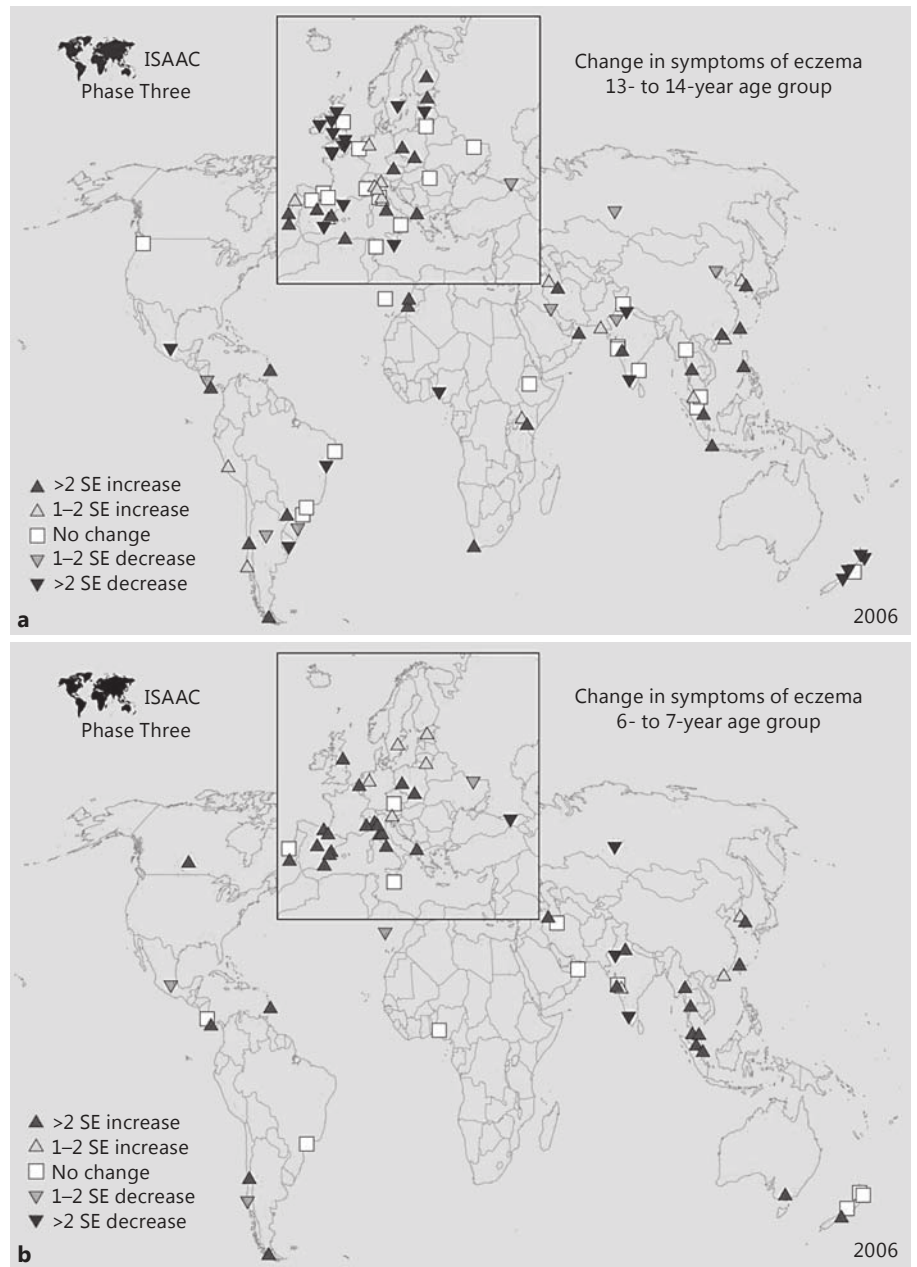 ISAAC
Phase Three
Change in symptoms of eczema
13- to 14-year age group
>2 SE increase
1–2 SE increase
No change
1–2 SE decrease
>2 SE decrease
a
2006
ISAAC
Phase Three
Change in symptoms of eczema
6- to 7-year age group
>2 SE increase
1–2 SE increase
No change
1–2 SE decrease
>2 SE decrease
b
2006